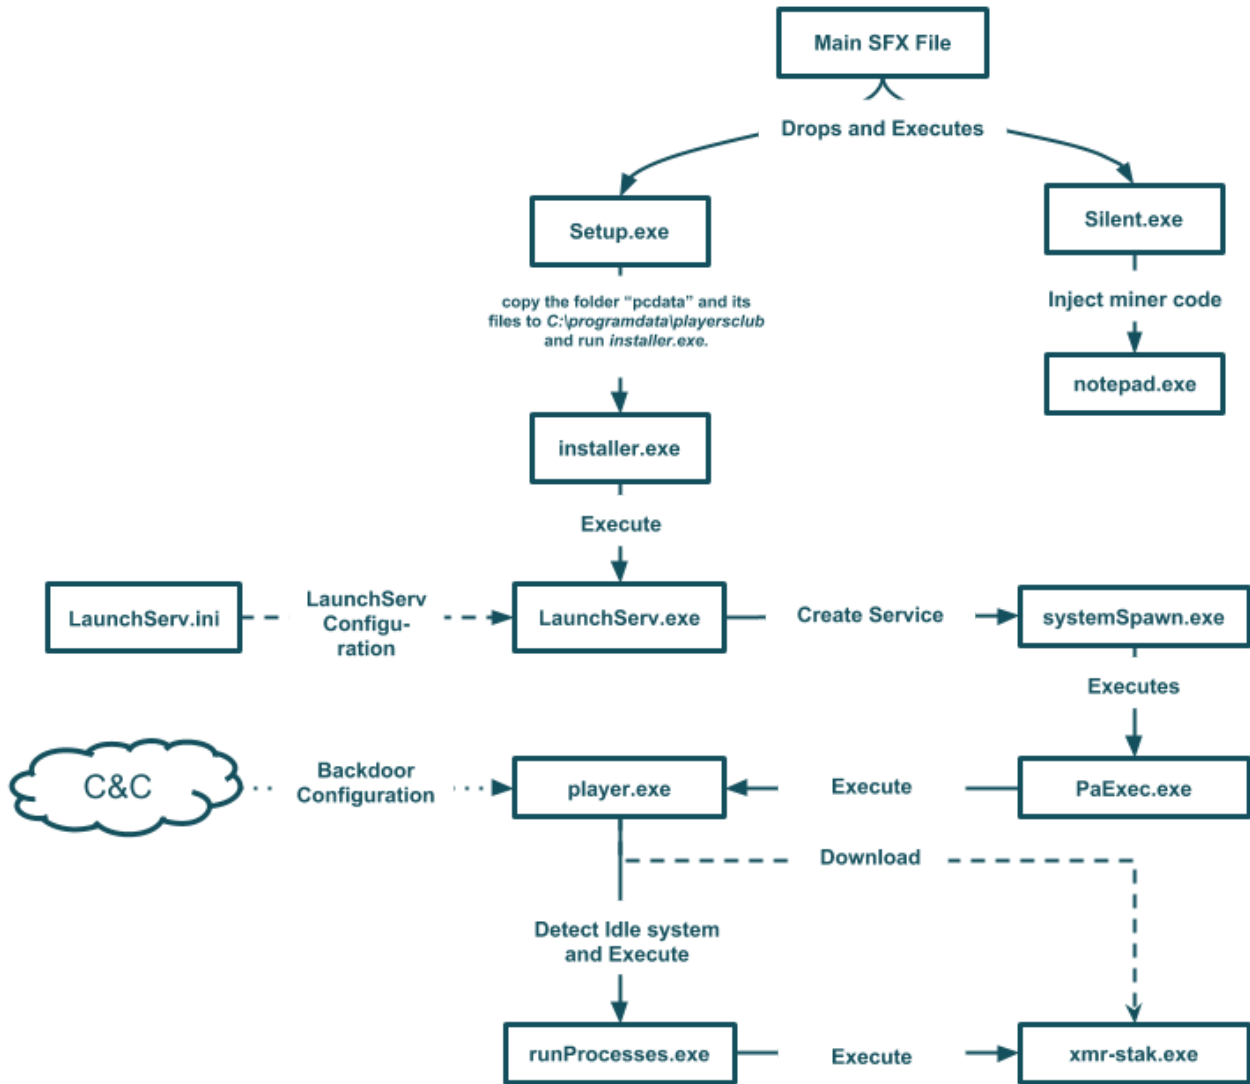 Main SFX File
Drops and Executes
Setup.exe
Silent.exe
copy the folder “pcdata” and its
files to C:\programdata\playersclub
and run installer.exe.
Inject miner code
notepad.exe
installer.exe
Execute
LaunchServ.ini
LaunchServ
Configu-
ration
LaunchServ.exe
Create Service
systemSpawn.exe
Executes
C&C
Backdoor
Configuration
player.exe
Execute
PaExec.exe
Download
Detect Idle system
and Execute
runProcesses.exe
Execute
xmr-stak.exe